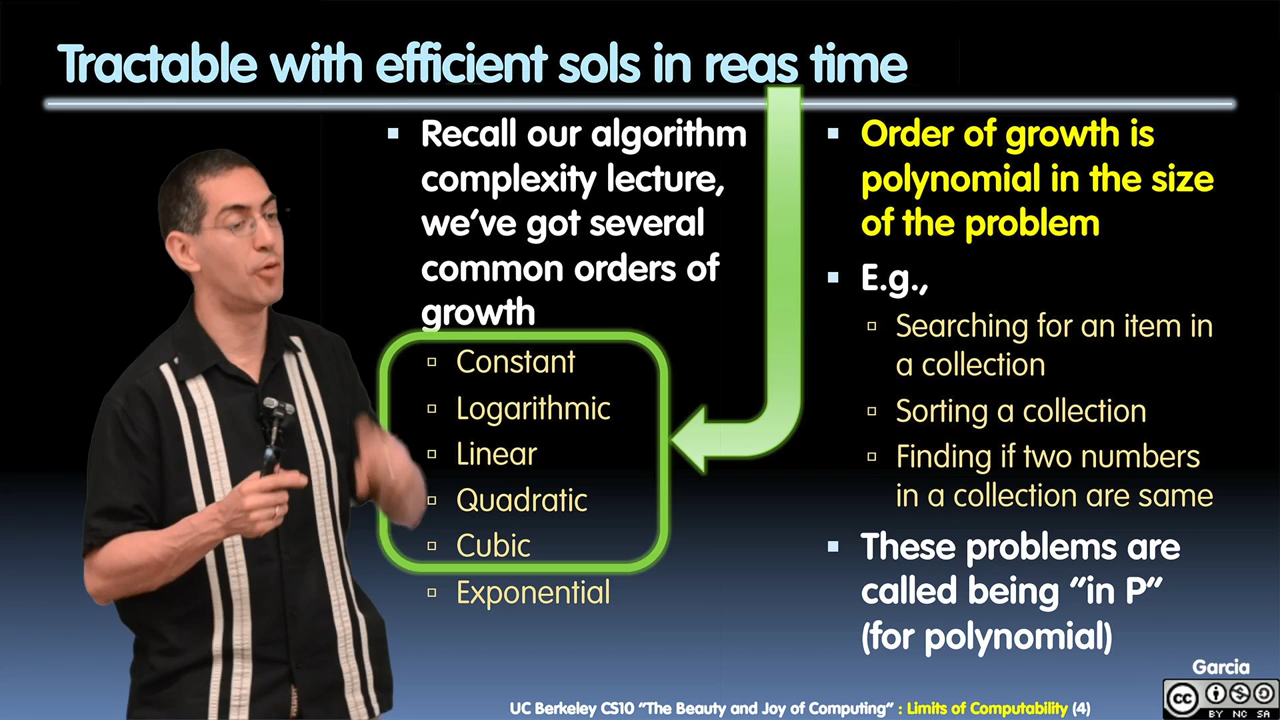 Tractable with efficient sols in reas time
Recall our algorithm
complexity lecture,
we've got several
common orders of
growth
Constant
Logarithmic
Linear
Quadratic
Cubic
Exponential
Order of growth is
polynomial in the size
of the problem
E.g.,
Searching for an item in
a collection
Sorting a collection
Finding if two numbers
in a collection are same
These problems are
called being “in P”
(for polynomial)
Garcia
cc
BY NC SA
UC Berkeley CS10 “The Beauty and Joy of Computing” : Limits of Computability (4)